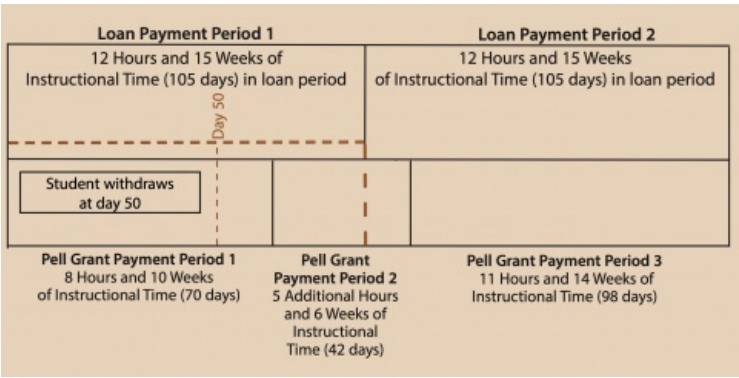 Loan Payment Period 1
Loan Payment Period 2
12 Hours and 15 Weeks of
Instructional Time (105 days) in loan period
12 Hours and 15 Weeks
of Instructional Time (105 days) in loan period
Day 50
Student withdraws
at day 50
Pell Grant Payment Period 1
8 Hours and 10 Weeks
of Instructional Time (70 days)
Pell Grant
Payment Period 2
5 Additional Hours
and 6 Weeks of
Instructional
Time (42 days)
Pell Grant Payment Period 3
11 Hours and 14 Weeks of
Instructional Time (98 days)